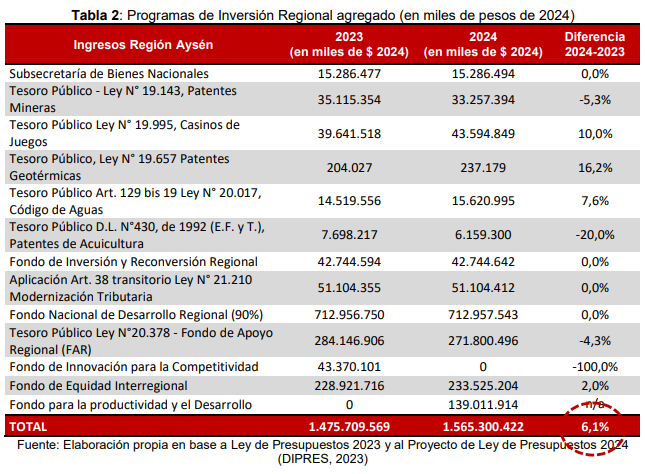 Tabla 2: Programas de Inversión Regional agregado (en miles de pesos de 2024)
Ingresos Región Aysén 2023 (en miles de $ 2024) 2024 (en miles de $ 2024) Diferencia 2024-2023
Subsecretaría de Bienes Nacionales 15.286.477 15.286.494 0,0%
Tesoro Público - Ley N° 19.143, Patentes
Mineras 35.115.354 33.257.394 -5,3%
Tesoro Público Ley N° 19.995, Casinos de
Juegos 39.641.518 43.594.849 10,0%
Tesoro Público, Ley N° 19.657 Patentes
Geotérmicas 204.027 237.179 16,2%
Tesoro Público Art. 129 bis 19 Ley N° 20.017,
Código de Aguas 14.519.556 15.620.995 7,6%
Tesoro Público D.L. N°430, de 1992 (E.F. y T.),
Patentes de Acuicultura 7.698.217 6.159.300 -20,0%
Fondo de Inversión y Reconversión Regional 42.744.594 42.744.642 0,0%
Aplicación Art. 38 transitorio Ley N° 21.210
Modernización Tributaria 51.104.355 51.104.412 0,0%
Fondo Nacional de Desarrollo Regional (90%) 712.956.750 712.957.543 0,0%
Tesoro Público Ley N°20.378 - Fondo de Apoyo
Regional (FAR) 284.146.906 271.800.496 -4,3%
Fondo de Innovación para la Competitividad 43.370.101 0 -100,0%
Fondo de Equidad Interregional 228.921.716 233.525.204 2,0%
Fondo para la productividad y el Desarrollo 0 139.011.914 n/a
TOTAL 1.475.709.569 1.565.300.422 6,1%
Fuente: Elaboración propia en base a Ley de Presupuestos 2023 y al Proyecto de Ley de Presupuestos 2024
(DIPRES, 2023)